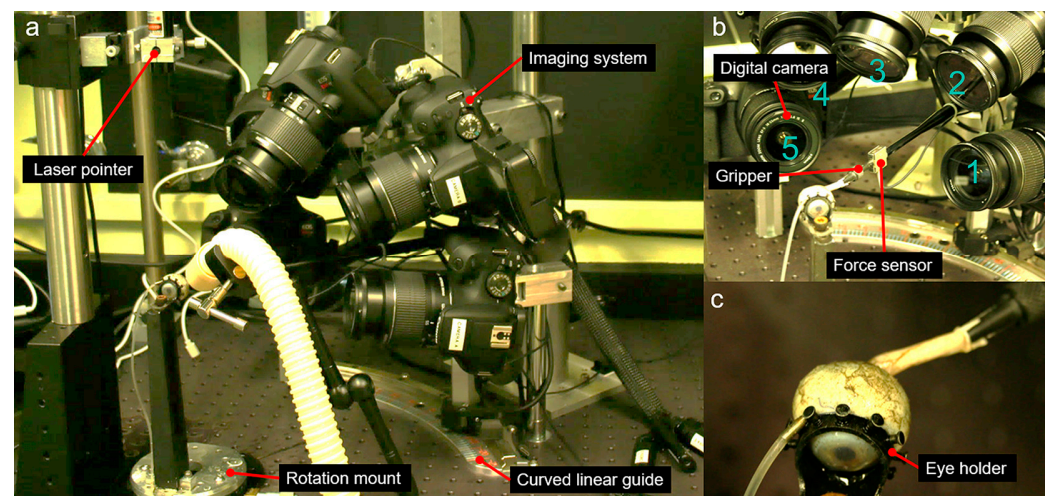 a
Imaging system
Laser pointer
Rotation mount
Curved linear guide
b
Digital camera
3
2
4
5
1
Gripper
Force sensor
c
Eye holder